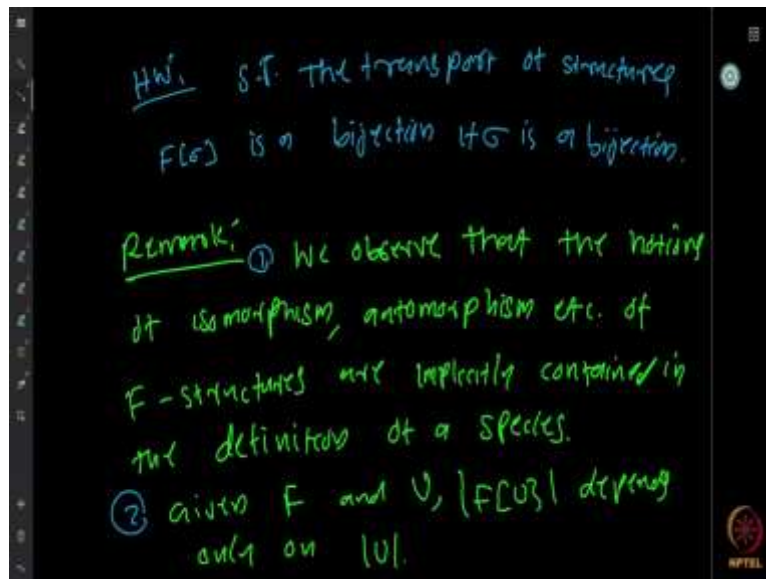 HW: S.T. the transport of structures
F[σ] is a bijection if σ is a bijection.
Remark: ① We observe that the notions
of isomorphism, automorphism etc. of
F-structures are implicitly contained in
the definition of a species.
② Given F and U, |F[U]| depends
only on |U|.
NPTEL